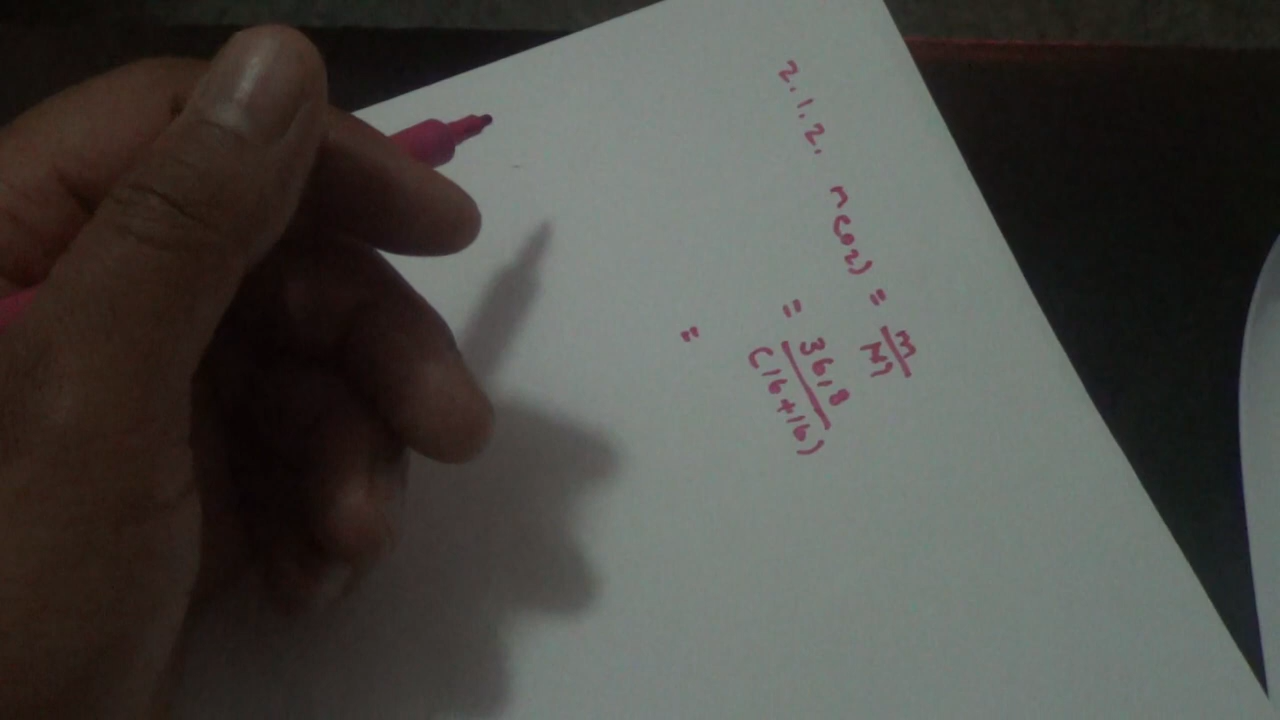 2.1.2. n(O2) = m/M
= 36,8/(16+16)
=